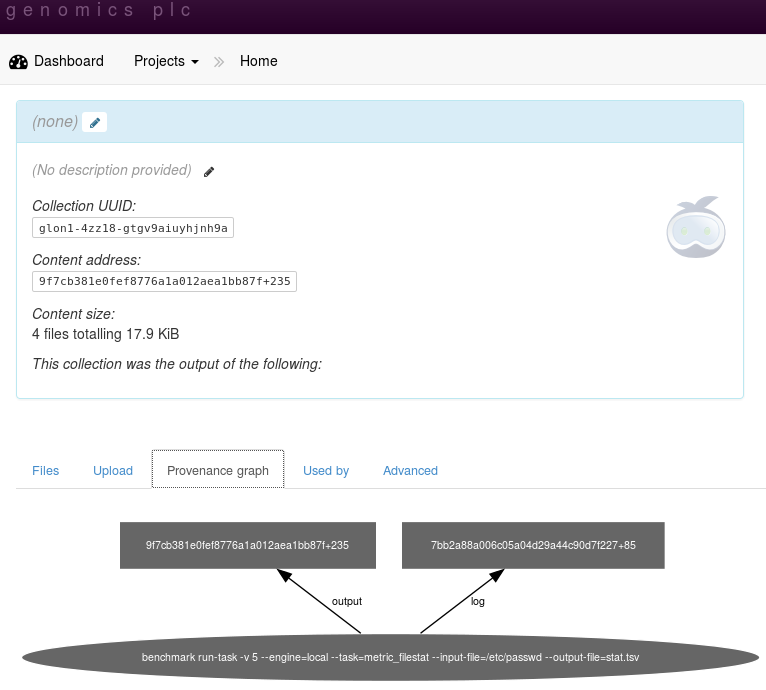 genomics plc
Dashboard Projects Home
(none)
(No description provided)
Collection UUID:
glon1-4zz18-gtgv9aiuyhjnh9a
Content address:
9f7cb381e0fef8776a1a012aea1bb87f+235
Content size:
4 files totalling 17.9 KiB
This collection was the output of the following:
Files Upload Provenance graph Used by Advanced
9f7cb381e0fef8776a1a012aea1bb87f+235 7bb2a88a006c05a04d29a44c90d7f227+85
output log
benchmark run-task -v 5 --engine=local --task=metric_filestat --input-file=/etc/passwd --output-file=stat.tsv